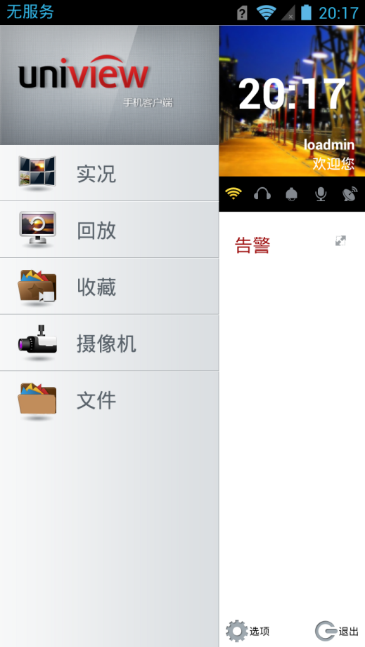 无服务
20:17
uniview
手机客户端
实况
回放
收藏
摄像机
文件
20:17
loadmin
欢迎您
告警
选项
退出